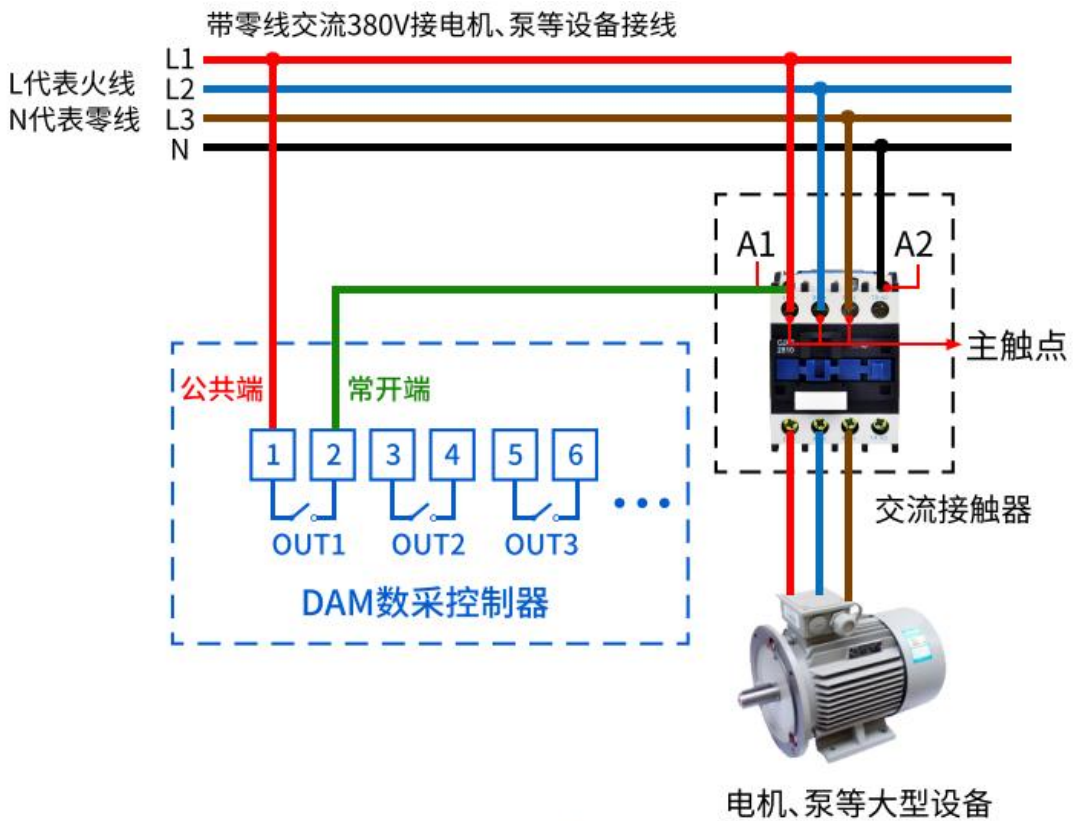 带零线交流380V接电机、泵等设备接线
L1
L代表火线
L2
N代表零线
L3
N
A1
A2
主触点
公共端
常开端
1 2 3 4 5 6
OUT1 OUT2 OUT3
交流接触器
DAM数采控制器
电机、泵等大型设备